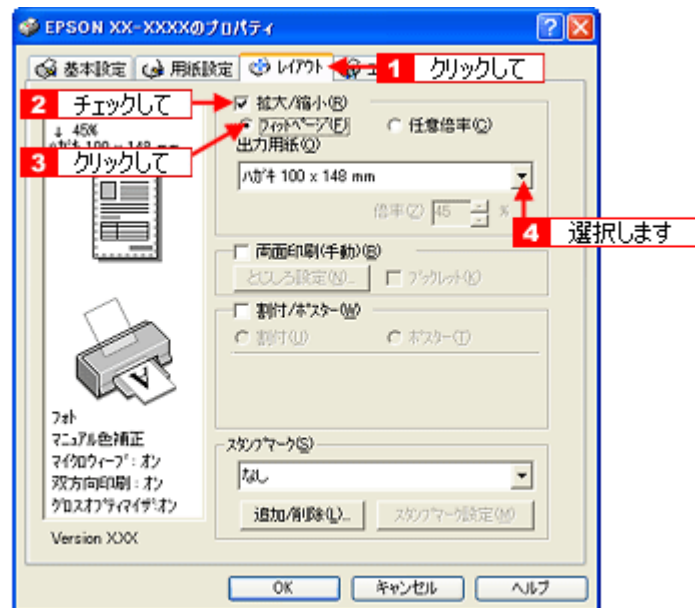 EPSON XX-XXXXのプロパティ
基本設定 用紙設定 レイアウト
1 クリックして
2 チェックして
拡大/縮小(R)
↓ 45%
ハガキ 100 x 148 mm
フィットページ(F) 任意倍率(C)
3 クリックして
出力用紙(O)
ハガキ 100 x 148 mm
倍率(Z) 45 %
4 選択します
両面印刷(手動)(B)
とじしろ設定(N)... ブックレット(K)
割付/ポスター(W)
割付(U) ポスター(T)
フォト
マニュアル色補正
マイクロウィーブ:オン
双方向印刷:オン
グロスオプティマイザ:オン
スタンプマーク(S)
なし
追加/削除(L)... スタンプマーク設定(M)
Version X.XX
OK キャンセル ヘルプ